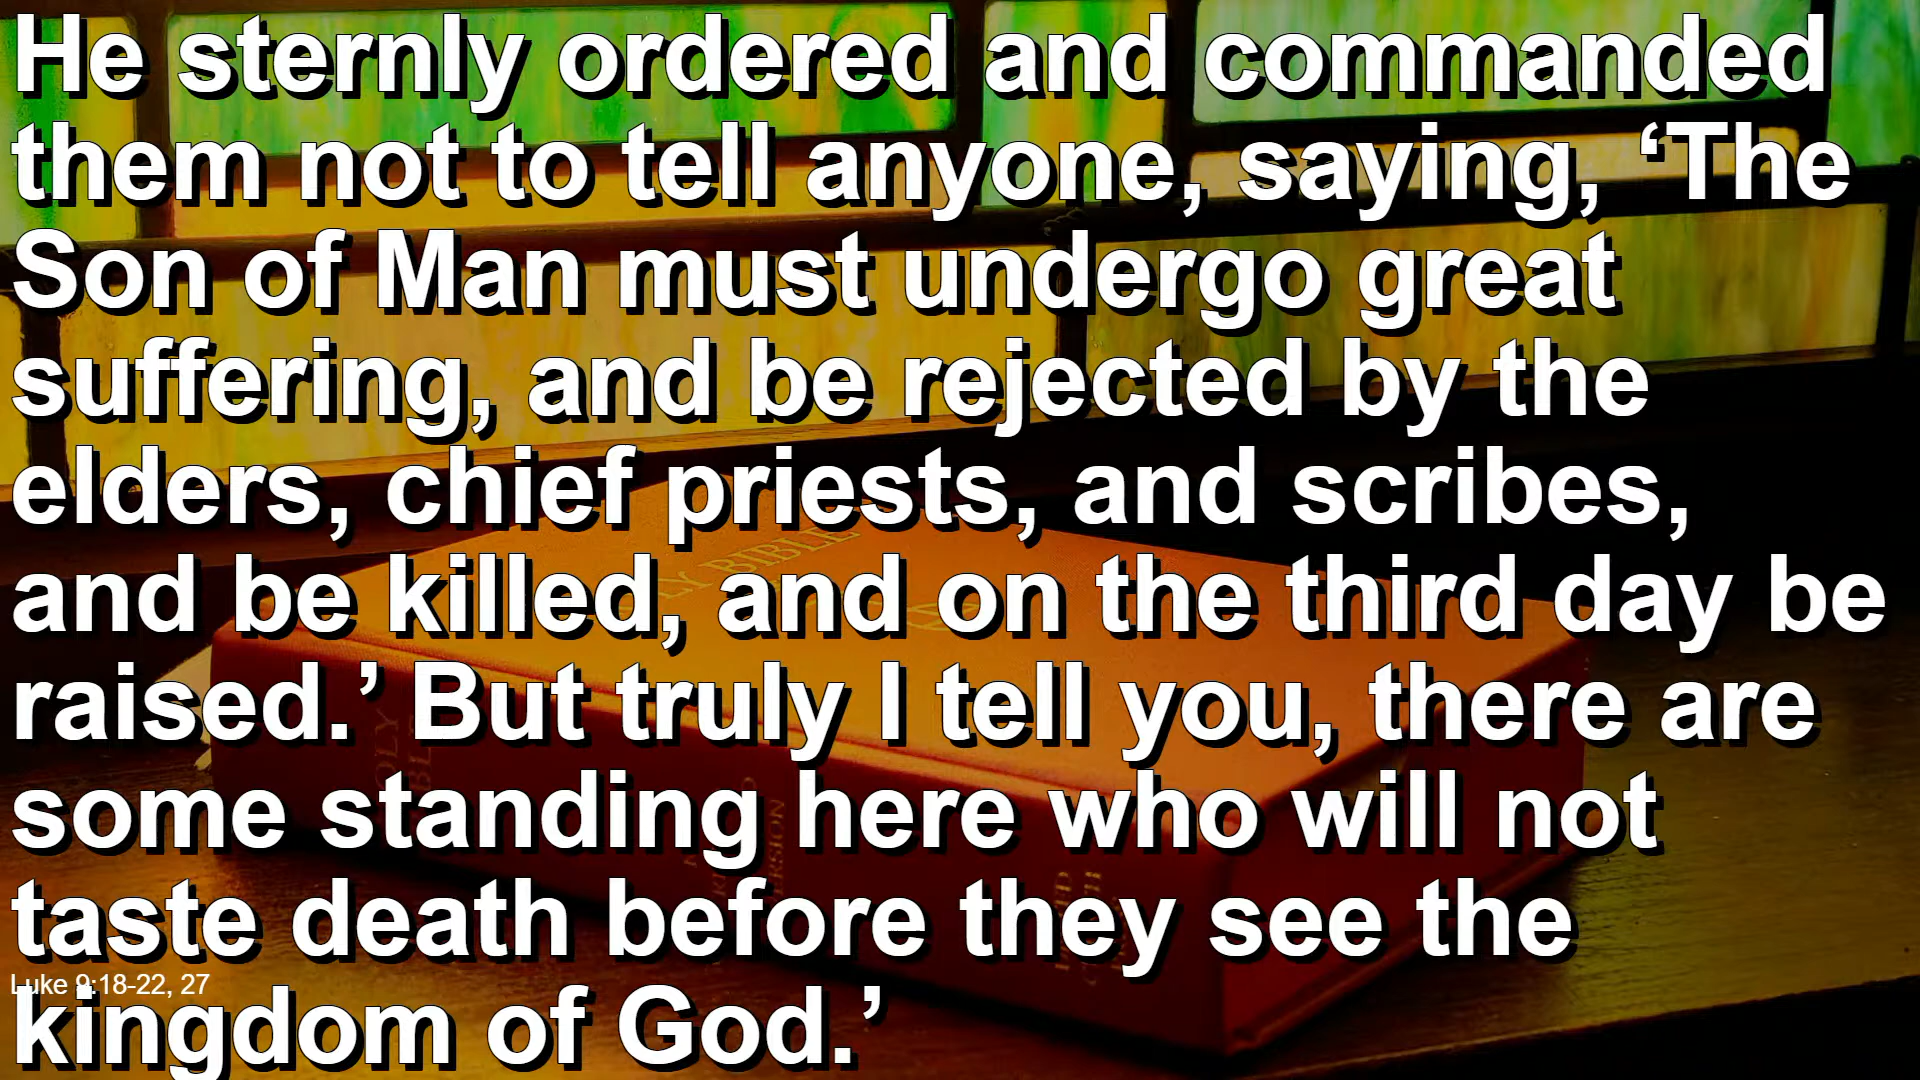 He sternly ordered and commanded
them not to tell anyone, saying, ‘The
Son of Man must undergo great
suffering, and be rejected by the
elders, chief priests, and scribes,
and be killed, and on the third day be
raised.’ But truly I tell you, there are
some standing here who will not
taste death before they see the
Luke 9:18-22, 27
kingdom of God.’
BIBLE